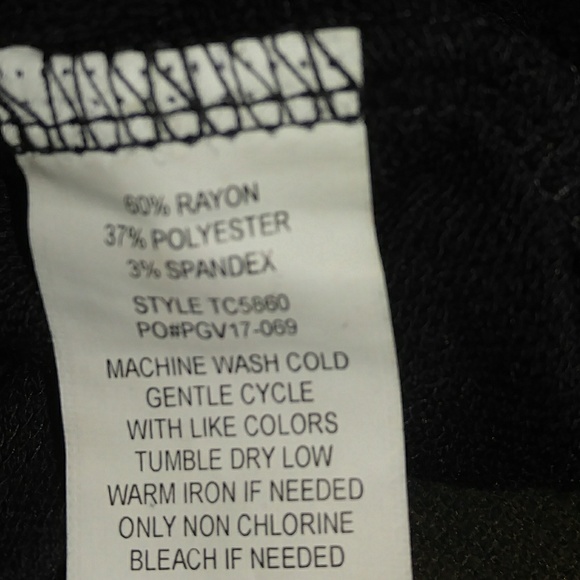 60% RAYON
37% POLYESTER
3% SPANDEX
STYLE TC5860
PO#PGV17-069
MACHINE WASH COLD
GENTLE CYCLE
WITH LIKE COLORS
TUMBLE DRY LOW
WARM IRON IF NEEDED
ONLY NON CHLORINE
BLEACH IF NEEDED